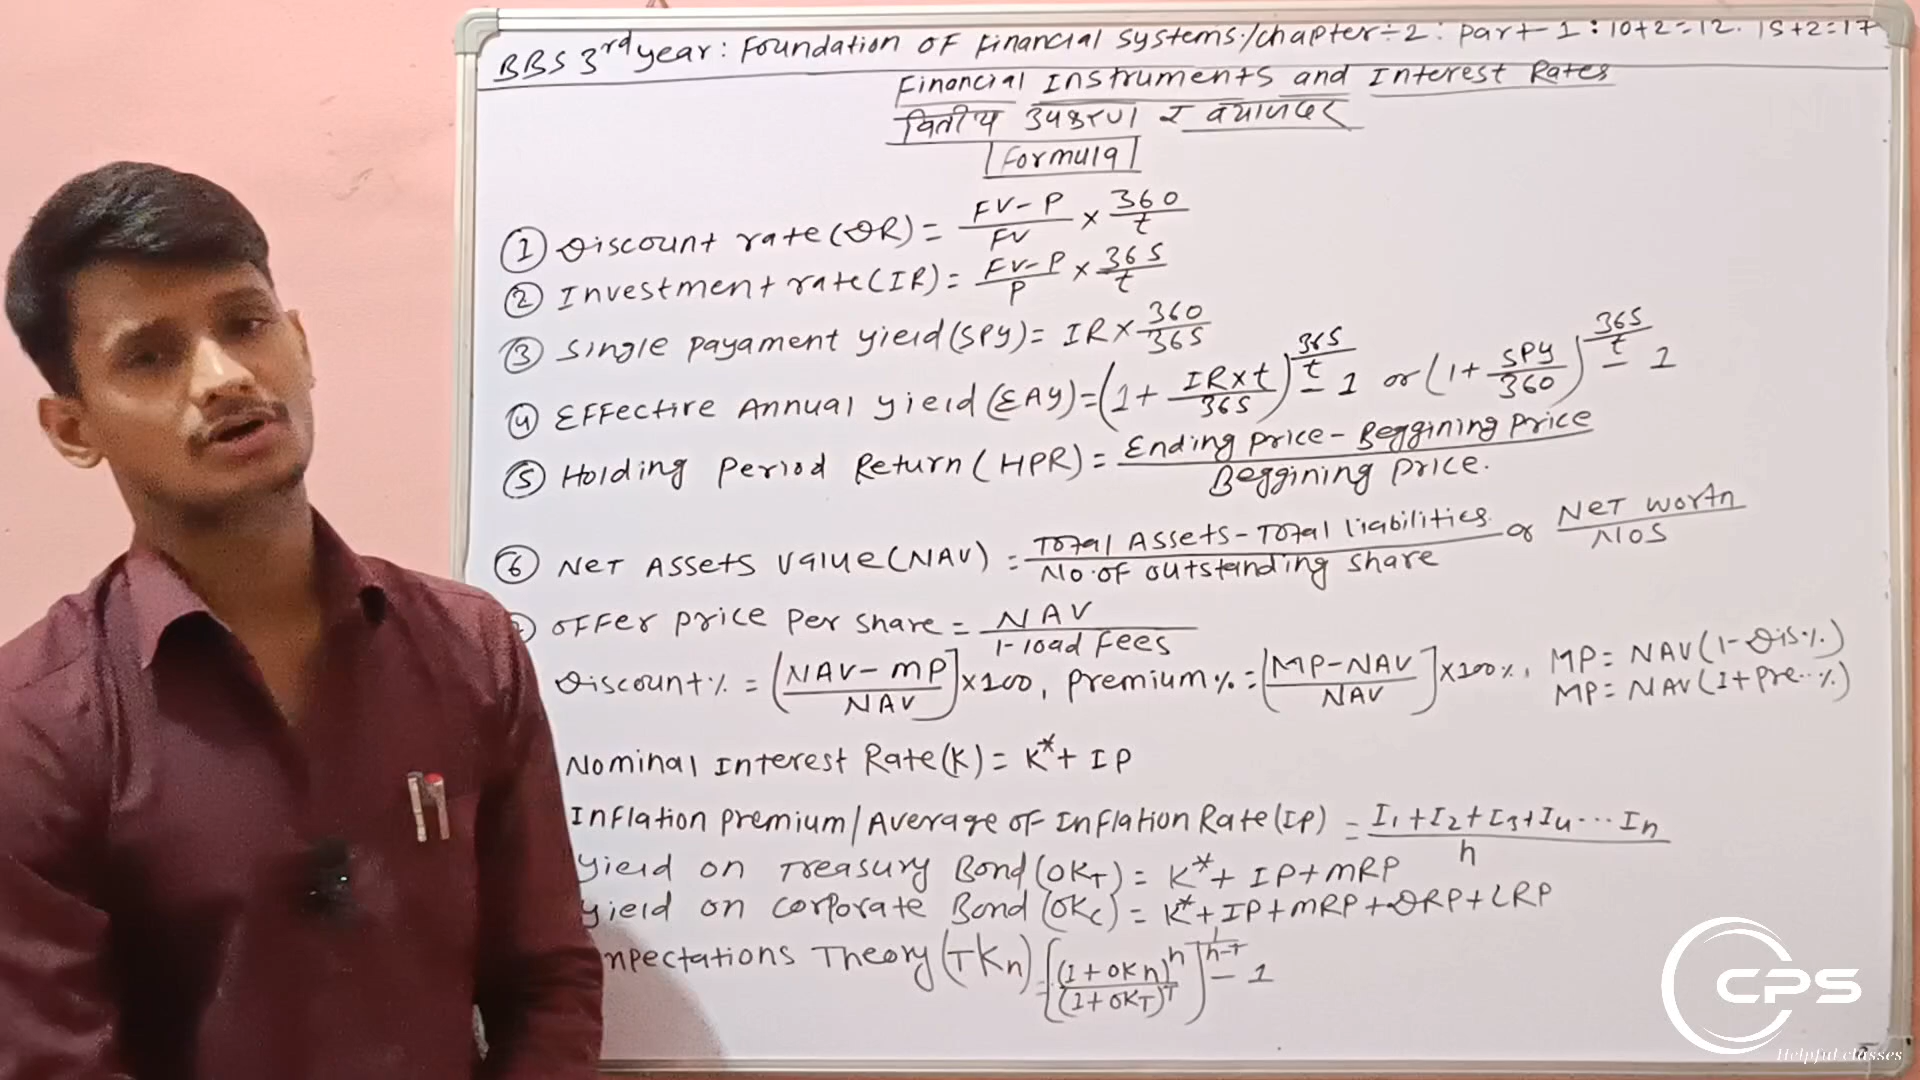 BBS 3rd year: Foundation of Financial Systems/chapter÷2: part-1: 10+2=12. 15+2=17
Financial Instruments and Interest Rates
वित्तीय उपकरण र ब्याजदर
Formula
① Discount rate (DR) = FV-P / FV × 360 / t
② Investment rate (IR) = FV-P / P × 365 / t
③ Single payament yield (SPY) = IR × 360 / 365
④ Effective Annual yield (EAY) = (1 + IR×t / 365)^365/t - 1 or (1 + SPY / 360)^365/t - 1
⑤ Holding Period Return (HPR) = Ending price - Beggining price / Beggining price.
⑥ Net Assets Value (NAV) = Total Assets - Total liabilities / No. of outstanding share or Net worth / NOS
offer price per share = NAV / 1-load fees
Discount% = [NAV-MP / NAV] × 100, premium% = [MP-NAV / NAV] × 100%, MP = NAV(1-Dis%)
MP = NAV(1+pre..%)
Nominal Interest Rate (K) = K* + IP
Inflation premium/Average of Inflation Rate (IP) = I1+I2+I3+I4...In / n
yield on Treasury Bond (OKT) = K* + IP + MRP
yield on corporate Bond (OKc) = K* + IP + MRP + DRP + LRP
npectations Theory (TKn) = [(1+OKn)^n / (1+OKT)^T]^1/n-T - 1
CPS
Helpful classes